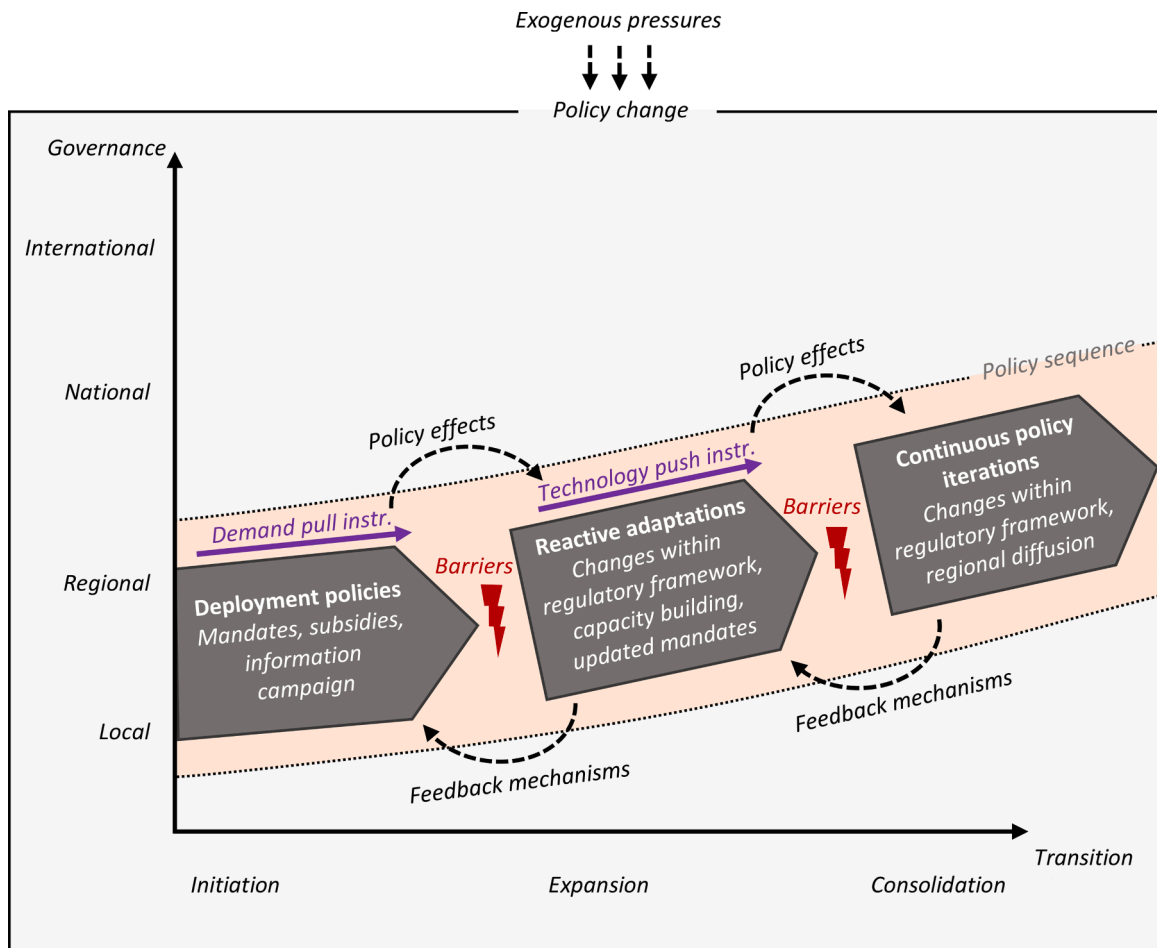 Exogenous pressures
Policy change
Governance
International
National
Regional
Local
Policy sequence
Policy effects
Policy effects
Demand pull instr.
Technology push instr.
Barriers
Barriers
Deployment policies
Mandates, subsidies,
information
campaign
Reactive adaptations
Changes within
regulatory framework,
capacity building,
updated mandates
Continuous policy
iterations
Changes within
regulatory framework,
regional diffusion
Feedback mechanisms
Feedback mechanisms
Transition
Initiation
Expansion
Consolidation